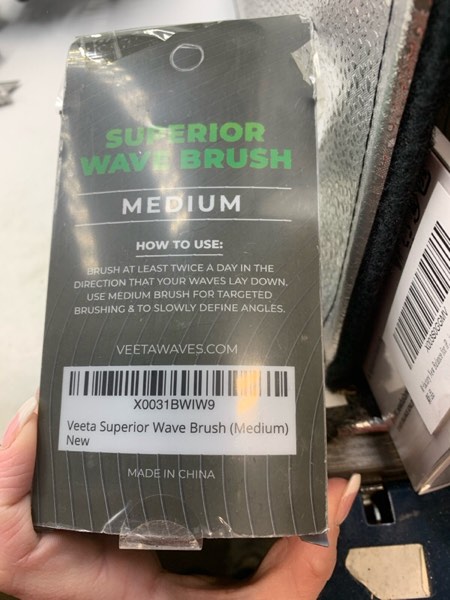 SUPERIOR
WAVE BRUSH
MEDIUM
HOW TO USE:
BRUSH AT LEAST TWICE A DAY IN THE
DIRECTION THAT YOUR WAVES LAY DOWN.
USE MEDIUM BRUSH FOR TARGETED
BRUSHING & TO SLOWLY DEFINE ANGLES.
VEETAWAVES.COM
X0031BWIW9
Veeta Superior Wave Brush (Medium)
New
MADE IN CHINA